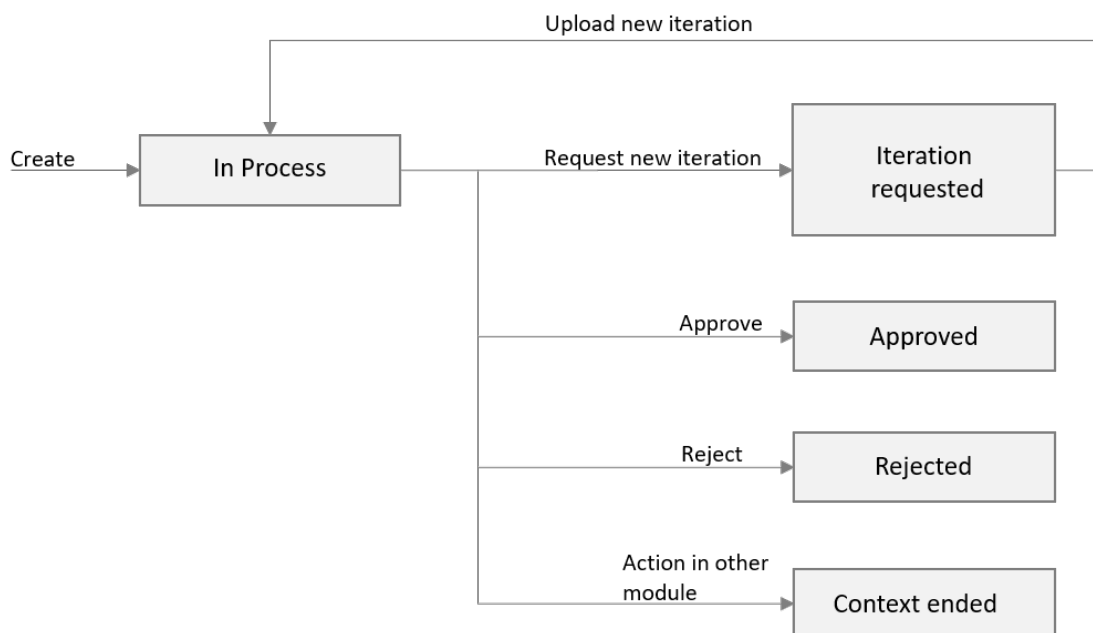 Upload new iteration
Create
In Process
Request new iteration
Iteration
requested
Approve
Approved
Reject
Rejected
Action in other
module
Context ended